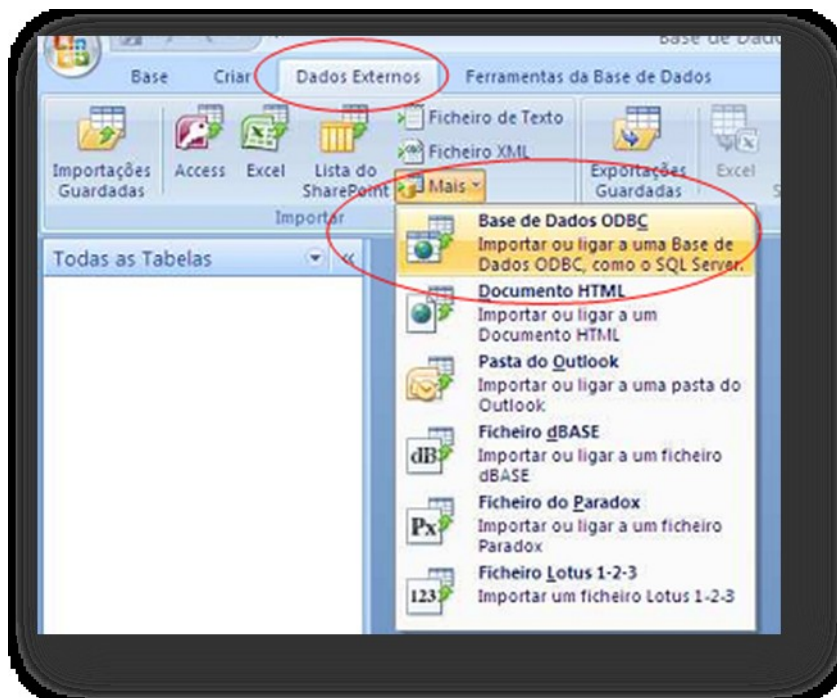 Base de Dado
Base Criar Dados Externos Ferramentas da Base de Dados
Importações Guardadas
Access
Excel
Lista do SharePoint
Ficheiro de Texto
Ficheiro XML
Mais
Exportações Guardadas
Excel
Importar
Todas as Tabelas
Base de Dados ODBC
Importar ou ligar a uma Base de
Dados ODBC, como o SQL Server.
Documento HTML
Importar ou ligar a um
Documento HTML
Pasta do Outlook
Importar ou ligar a uma pasta do
Outlook
dB
Ficheiro dBASE
Importar ou ligar a um ficheiro
dBASE
Px
Ficheiro do Paradox
Importar ou ligar a um ficheiro
Paradox
123
Ficheiro Lotus 1-2-3
Importar um ficheiro Lotus 1-2-3